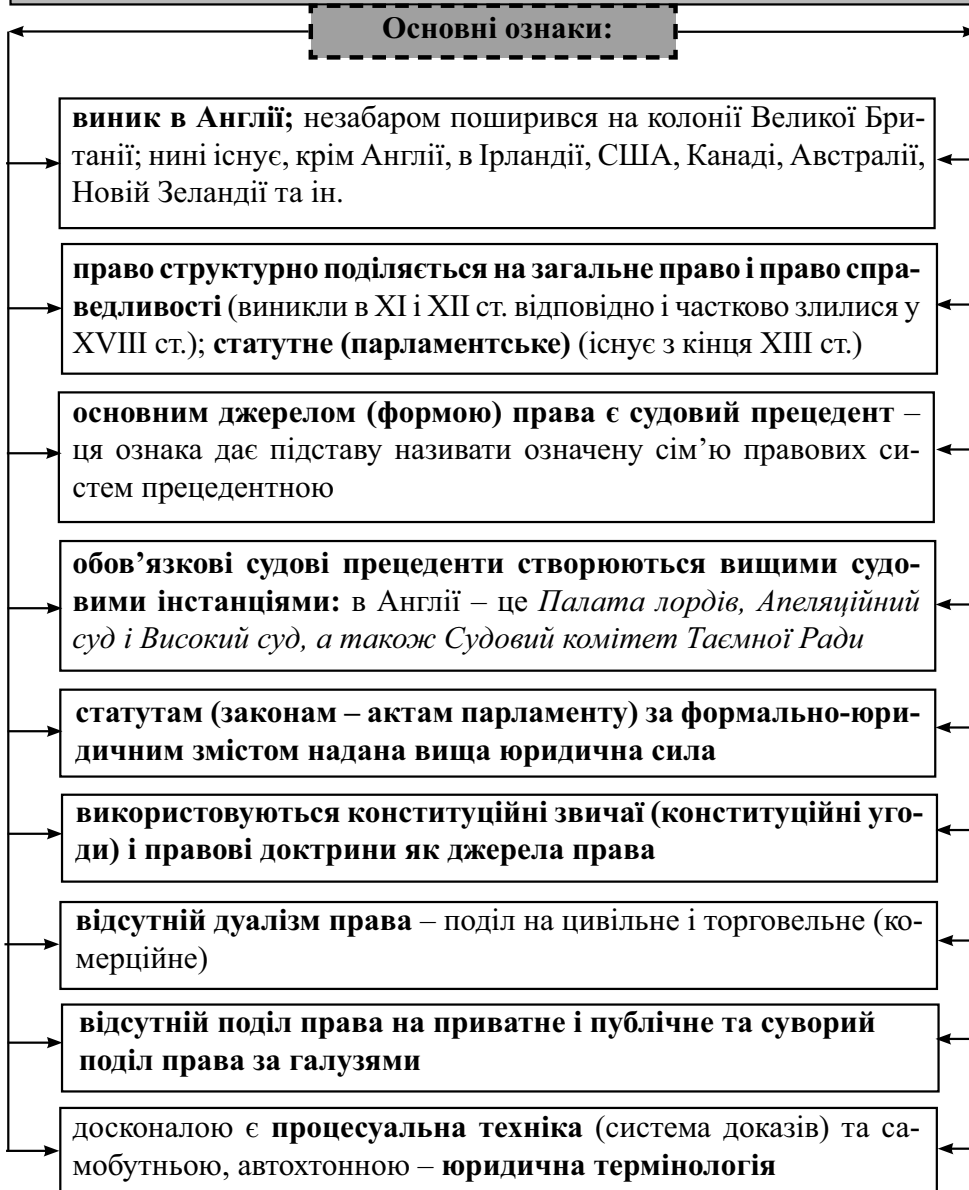 Основні ознаки:
виник в Англії; незабаром поширився на колонії Великої Бри-
танії; нині існує, крім Англії, в Ірландії, США, Канаді, Австралії,
Новій Зеландії та ін.
право структурно поділяється на загальне право і право спра-
ведливості (виникли в XI і XII ст. відповідно і частково злилися у
XVIII ст.); статутне (парламентське) (існує з кінця XIII ст.)
основним джерелом (формою) права є судовий прецедент –
ця ознака дає підставу називати означену сім’ю правових си-
стем прецедентною
обов’язкові судові прецеденти створюються вищими судо-
вими інстанціями: в Англії – це Палата лордів, Апеляційний
суд і Високий суд, а також Судовий комітет Таємної Ради
статутам (законам – актам парламенту) за формально-юри-
дичним змістом надана вища юридична сила
використовуються конституційні звичаї (конституційні уго-
ди) і правові доктрини як джерела права
відсутній дуалізм права – поділ на цивільне і торговельне (ко-
мерційне)
відсутній поділ права на приватне і публічне та суворий
поділ права за галузями
досконалою є процесуальна техніка (система доказів) та са-
мобутньою, автохтонною – юридична термінологія